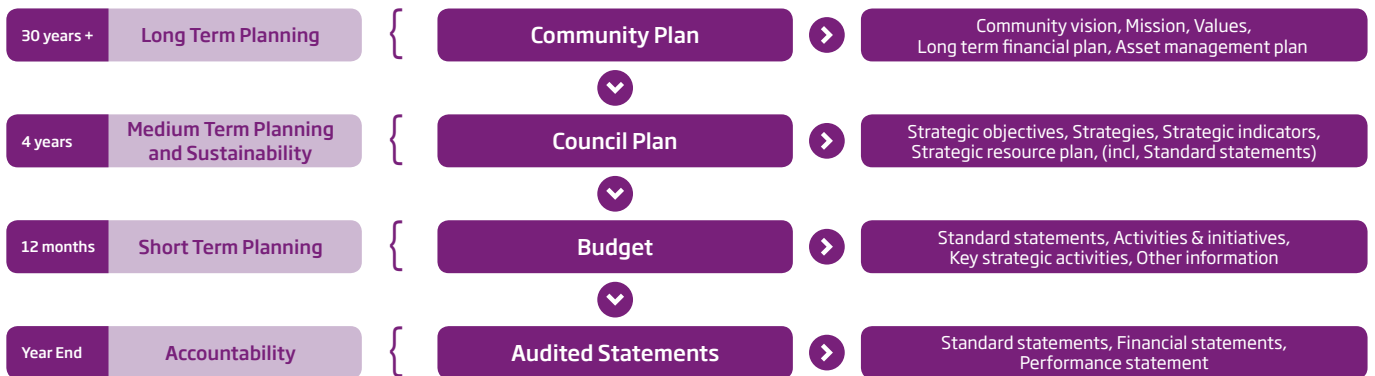 30 years +
Long Term Planning
Community Plan
Community vision, Mission, Values,
Long term financial plan, Asset management plan
4 years
Medium Term Planning
and Sustainability
Council Plan
Strategic objectives, Strategies, Strategic indicators,
Strategic resource plan, (incl, Standard statements)
12 months
Short Term Planning
Budget
Standard statements, Activities & initiatives,
Key strategic activities, Other information
Year End
Accountability
Audited Statements
Standard statements, Financial statements,
Performance statement